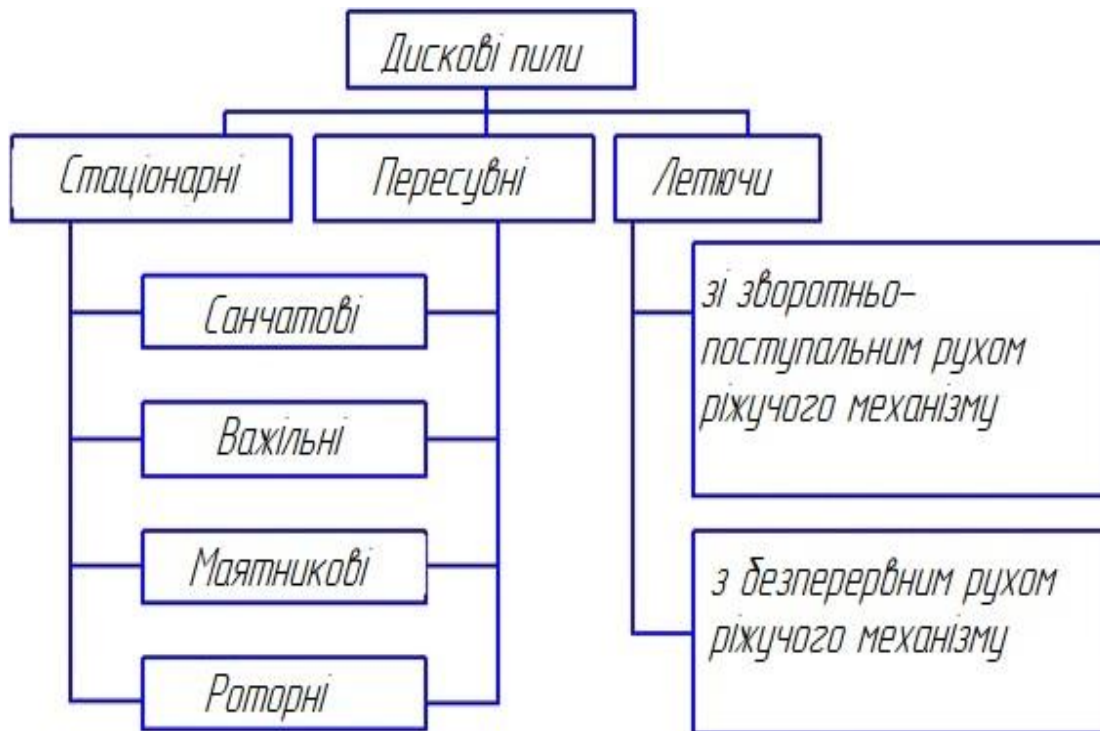 Дискові пили
Стаціонарні
Пересувні
Летючи
Санчатові
Важільні
Маятникові
Роторні
зі зворотньо-
поступальним рухом
ріжучого механізму
з безперервним рухом
ріжучого механізму